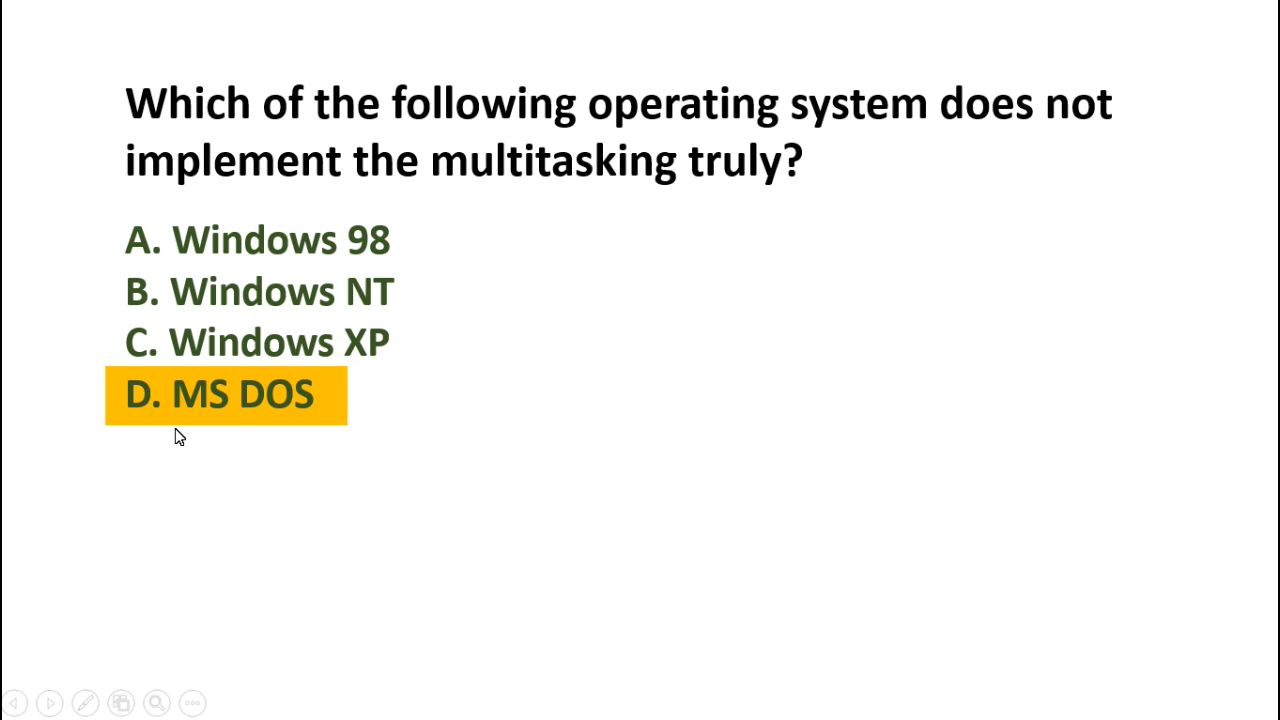 Which of the following operating system does not
implement the multitasking truly?
A. Windows 98
B. Windows NT
C. Windows XP
D. MS DOS